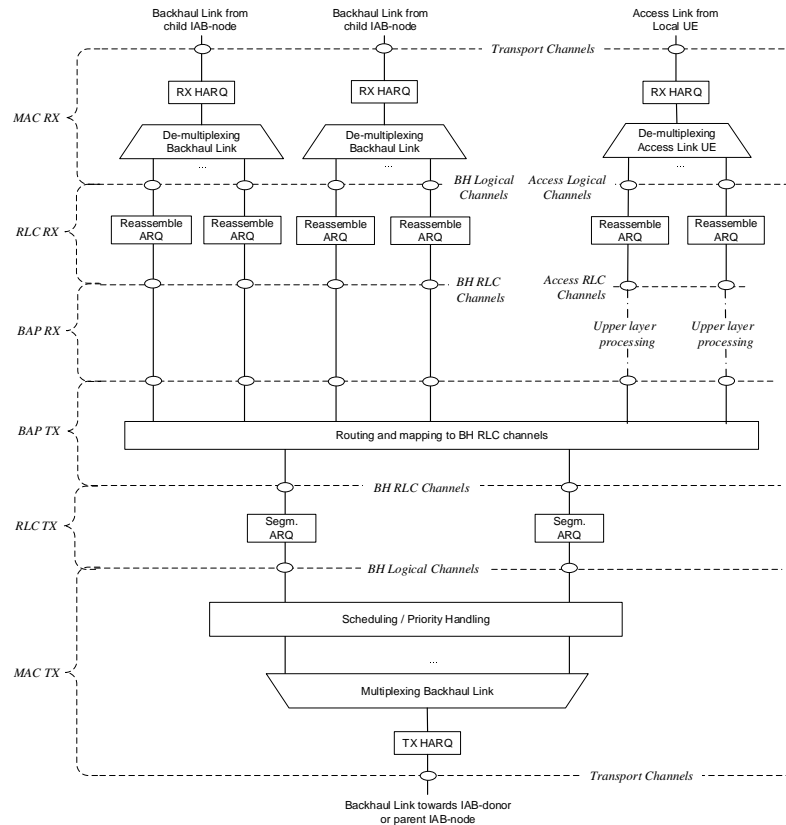 Backhaul Link from
child IAB-node
Backhaul Link from
child IAB-node
Access Link from
Local UE
Transport Channels
RX HARQ
RX HARQ
RX HARQ
MAC RX
De-multiplexing
Backhaul Link
De-multiplexing
Backhaul Link
De-multiplexing
Access Link UE
...
...
...
BH Logical
Channels
Access Logical
Channels
RLC RX
Reassemble
ARQ
Reassemble
ARQ
Reassemble
ARQ
Reassemble
ARQ
Reassemble
ARQ
Reassemble
ARQ
BH RLC
Channels
Access RLC
Channels
BAP RX
Upper layer
processing
Upper layer
processing
BAP TX
Routing and mapping to BH RLC channels
BH RLC Channels
RLC TX
Segm.
ARQ
Segm.
ARQ
BH Logical Channels
Scheduling / Priority Handling
...
MAC TX
Multiplexing Backhaul Link
TX HARQ
Transport Channels
Backhaul Link towards IAB-donor
or parent IAB-node